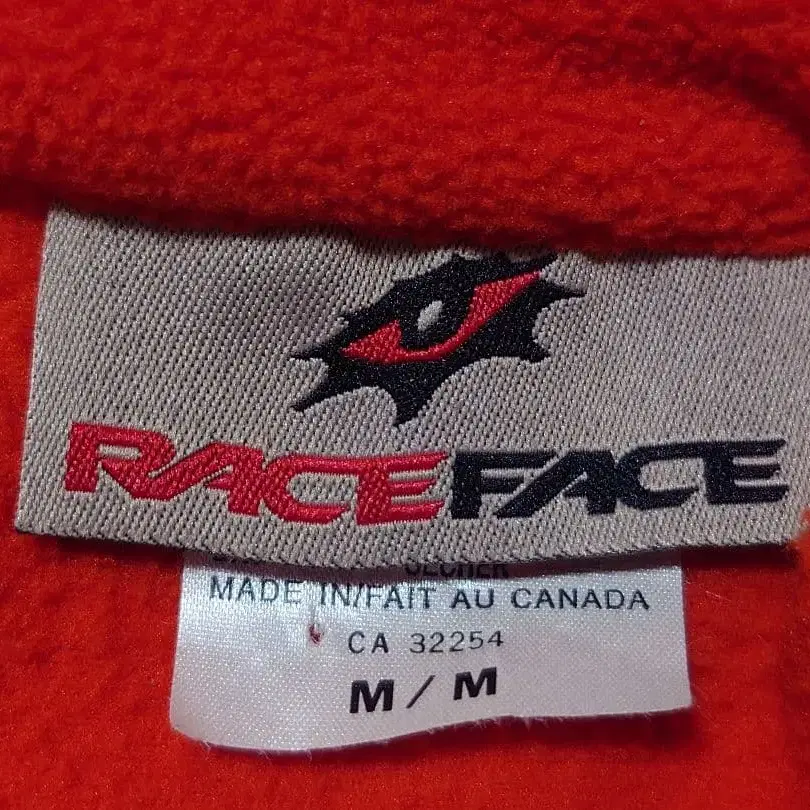 RACEFACE
MADE IN/FAIT AU CANADA
CA 32254
M / M